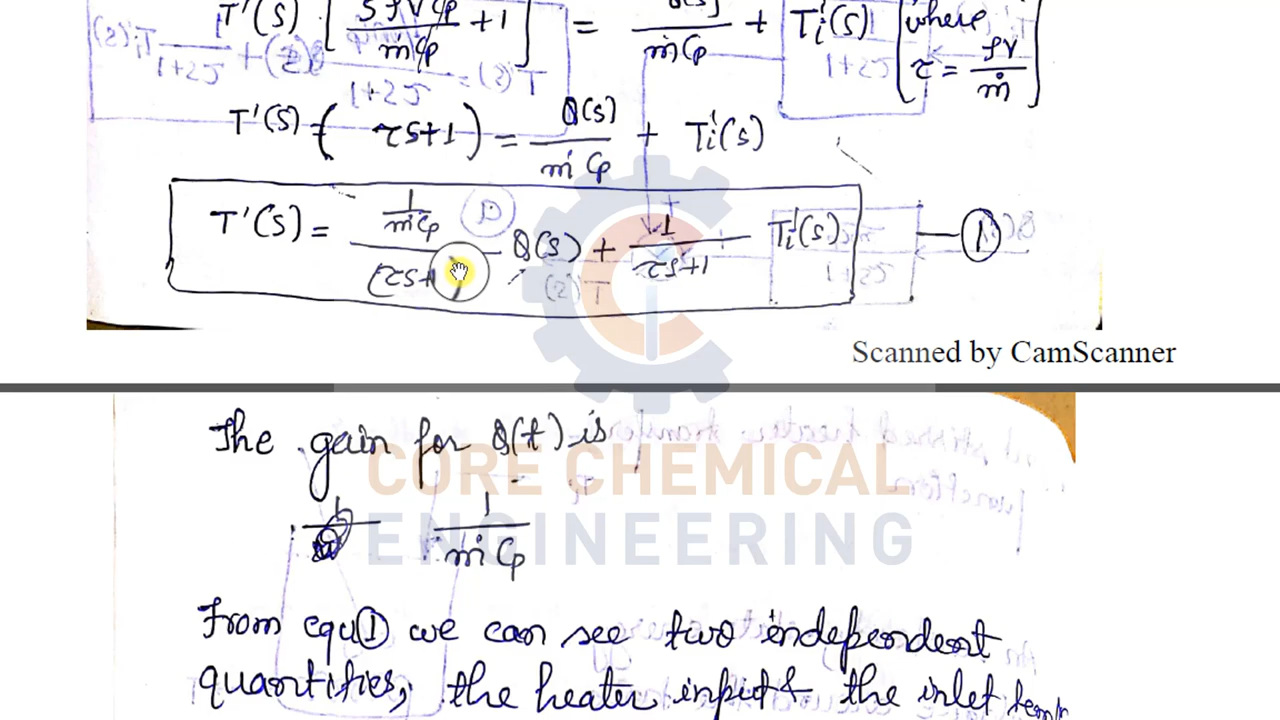 T'(s) [ SρVCp/ṁCp + 1 ] = Q(s)/ṁCp + Ti'(s) [where τ = ρV/ṁ]
T'(s) ( τs+1 ) = Q(s)/ṁCp + Ti'(s)
T'(s) = (1/ṁCp)/(τs+1) Q(s) + 1/(τs+1) Ti'(s) — ①
Scanned by CamScanner
The gain for Q(t) is
1/ṁCp
CORE CHEMICAL
ENGINEERING
From equ ① we can see two independent
quantities, the heater input & the inlet temp